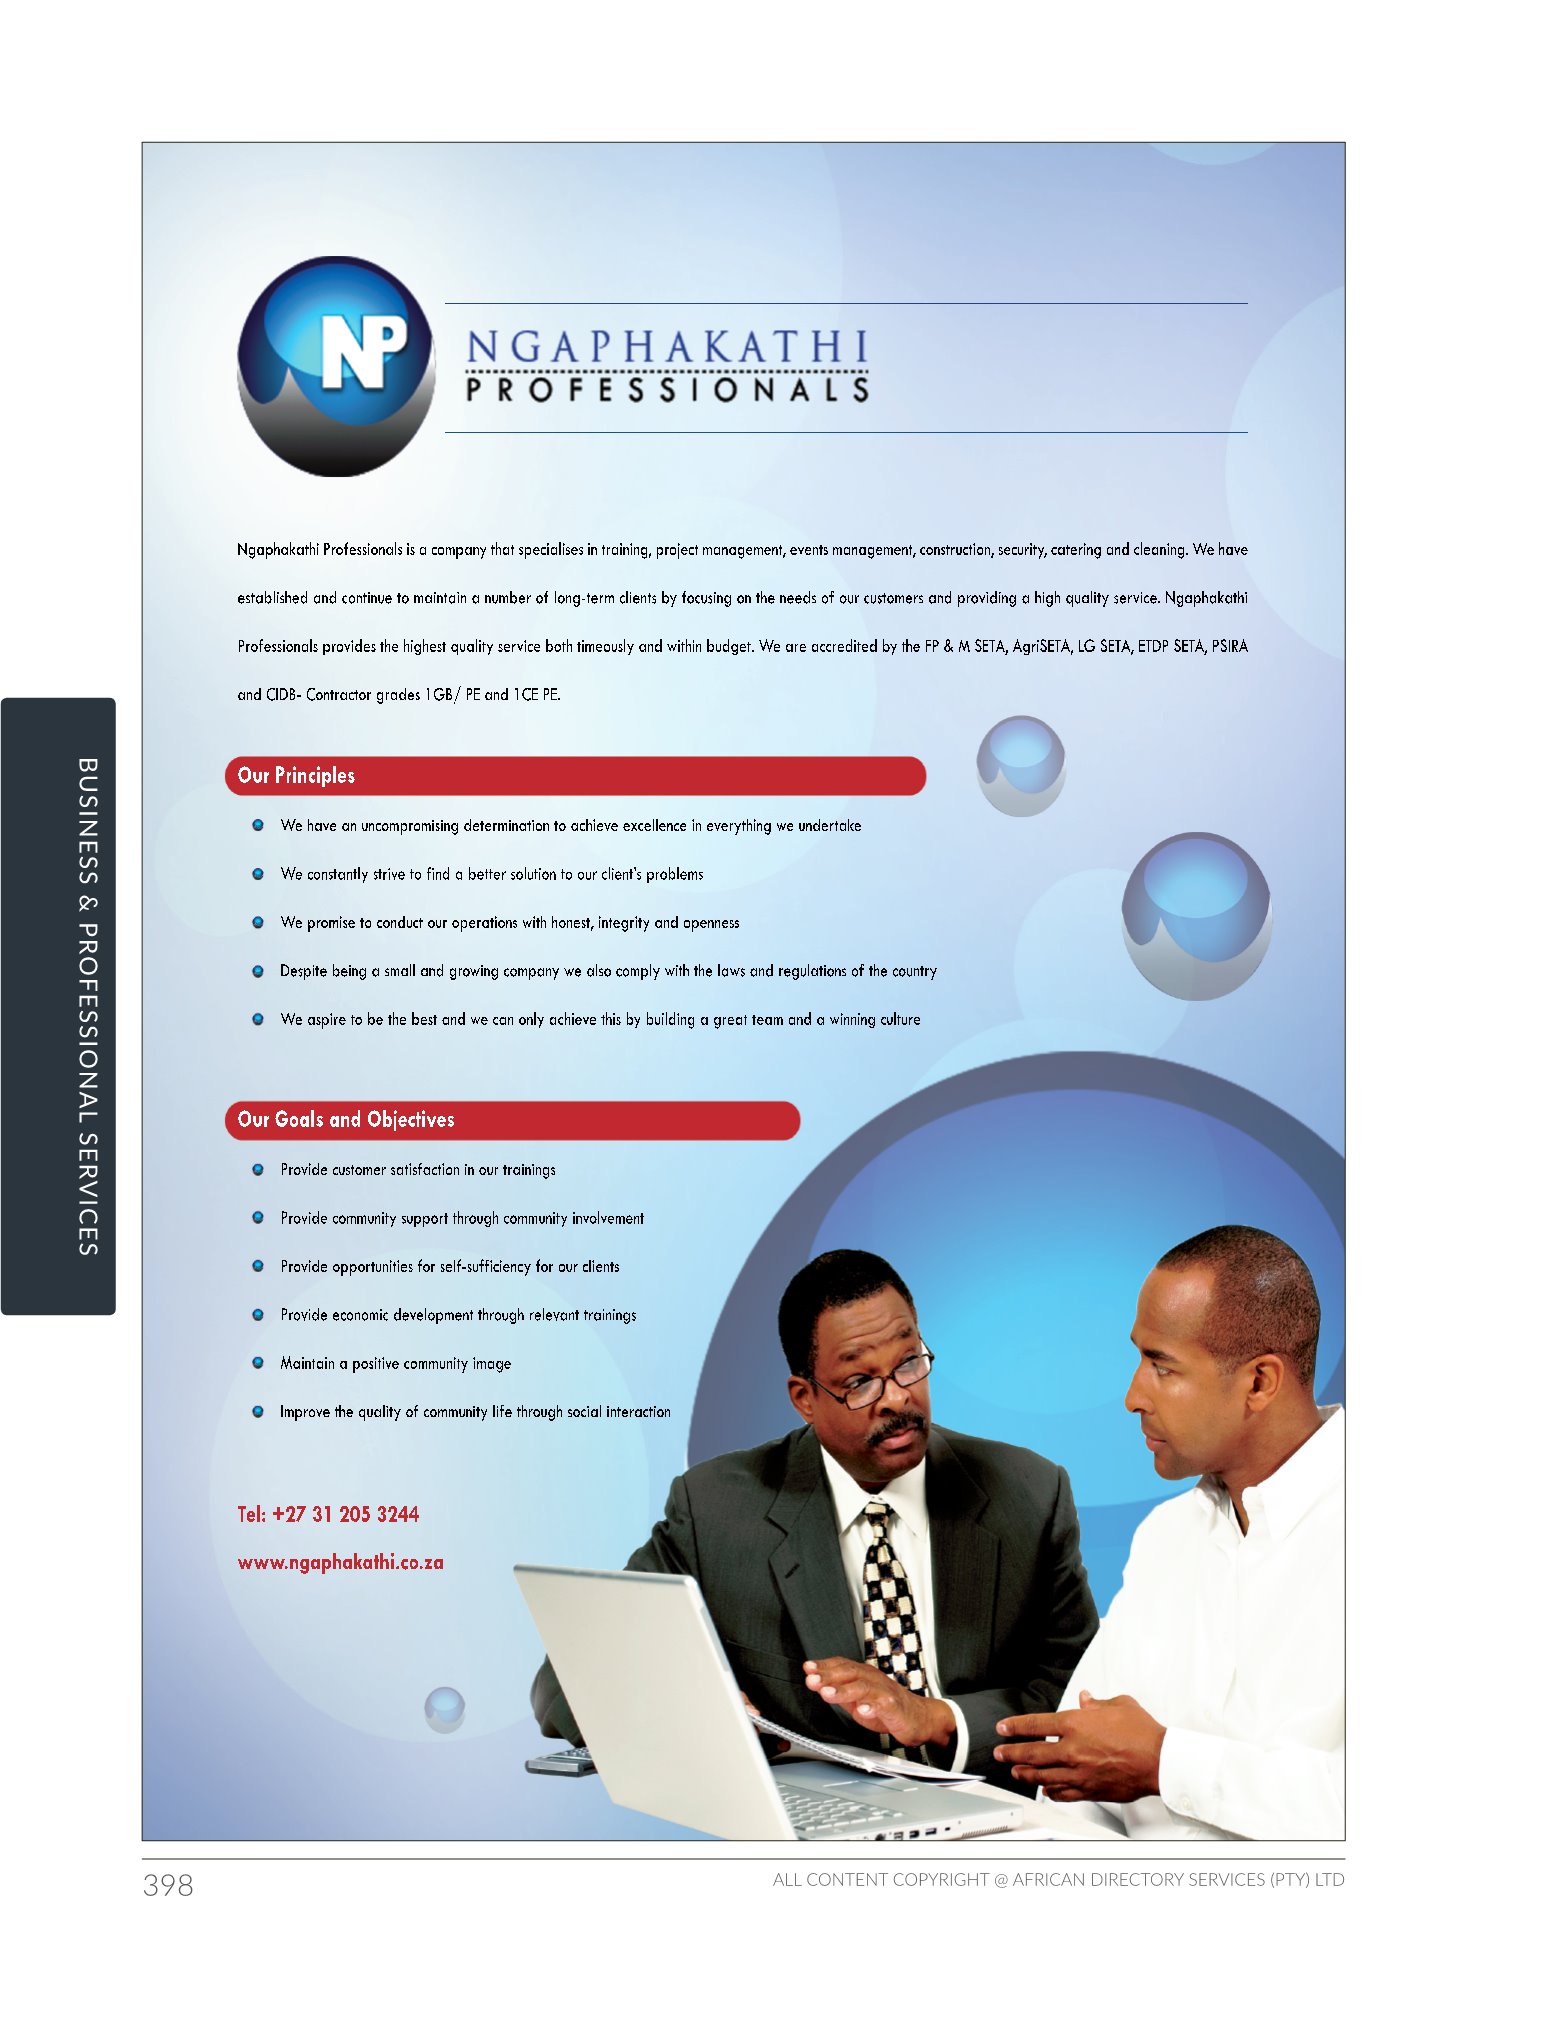 NP
NGAPHAKATHI
PROFESSIONALS
Ngaphakathi Professionals is a company that specialises in training, project management, events management, construction, security, catering and cleaning. We have
established and continue to maintain a number of long-term clients by focusing on the needs of our customers and providing a high quality service. Ngaphakathi
Professionals provides the highest quality service both timeously and within budget. We are accredited by the FP & M SETA, AgriSETA, LG SETA, ETDP SETA, PSIRA
and CIDB- Contractor grades 1GB/ PE and 1CE PE.
Our Principles
We have an uncompromising determination to achieve excellence in everything we undertake
We constantly strive to find a better solution to our client's problems
We promise to conduct our operations with honest, integrity and openness
Despite being a small and growing company we also comply with the laws and regulations of the country
We aspire to be the best and we can only achieve this by building a great team and a winning culture
Our Goals and Objectives
Provide customer satisfaction in our trainings
Provide community support through community involvement
Provide opportunities for self-sufficiency for our clients
Provide economic development through relevant trainings
Maintain a positive community image
Improve the quality of community life through social interaction
Tel: +27 31 205 3244
www.ngaphakathi.co.za
BUSINESS & PROFESSIONAL SERVICES
398
ALL CONTENT COPYRIGHT @ AFRICAN DIRECTORY SERVICES (PTY) LTD